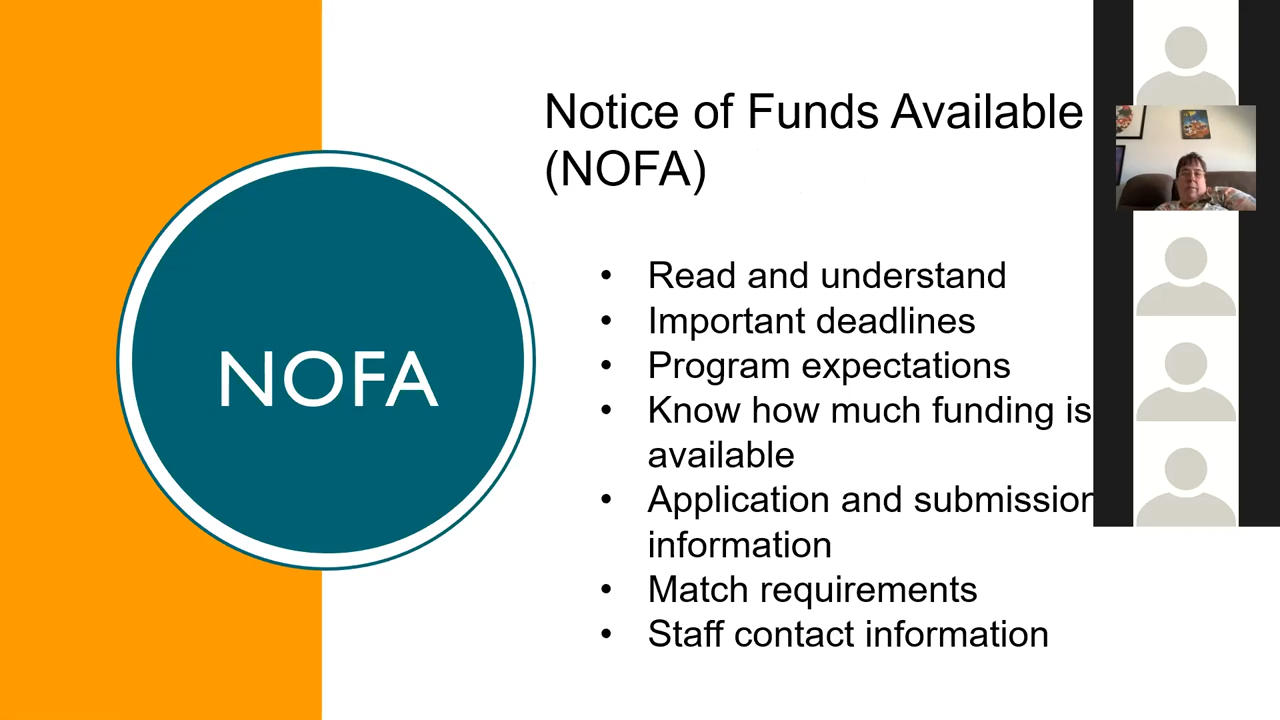 NOFA
Notice of Funds Available
(NOFA)
• Read and understand
• Important deadlines
• Program expectations
• Know how much funding is
available
• Application and submission
information
• Match requirements
• Staff contact information